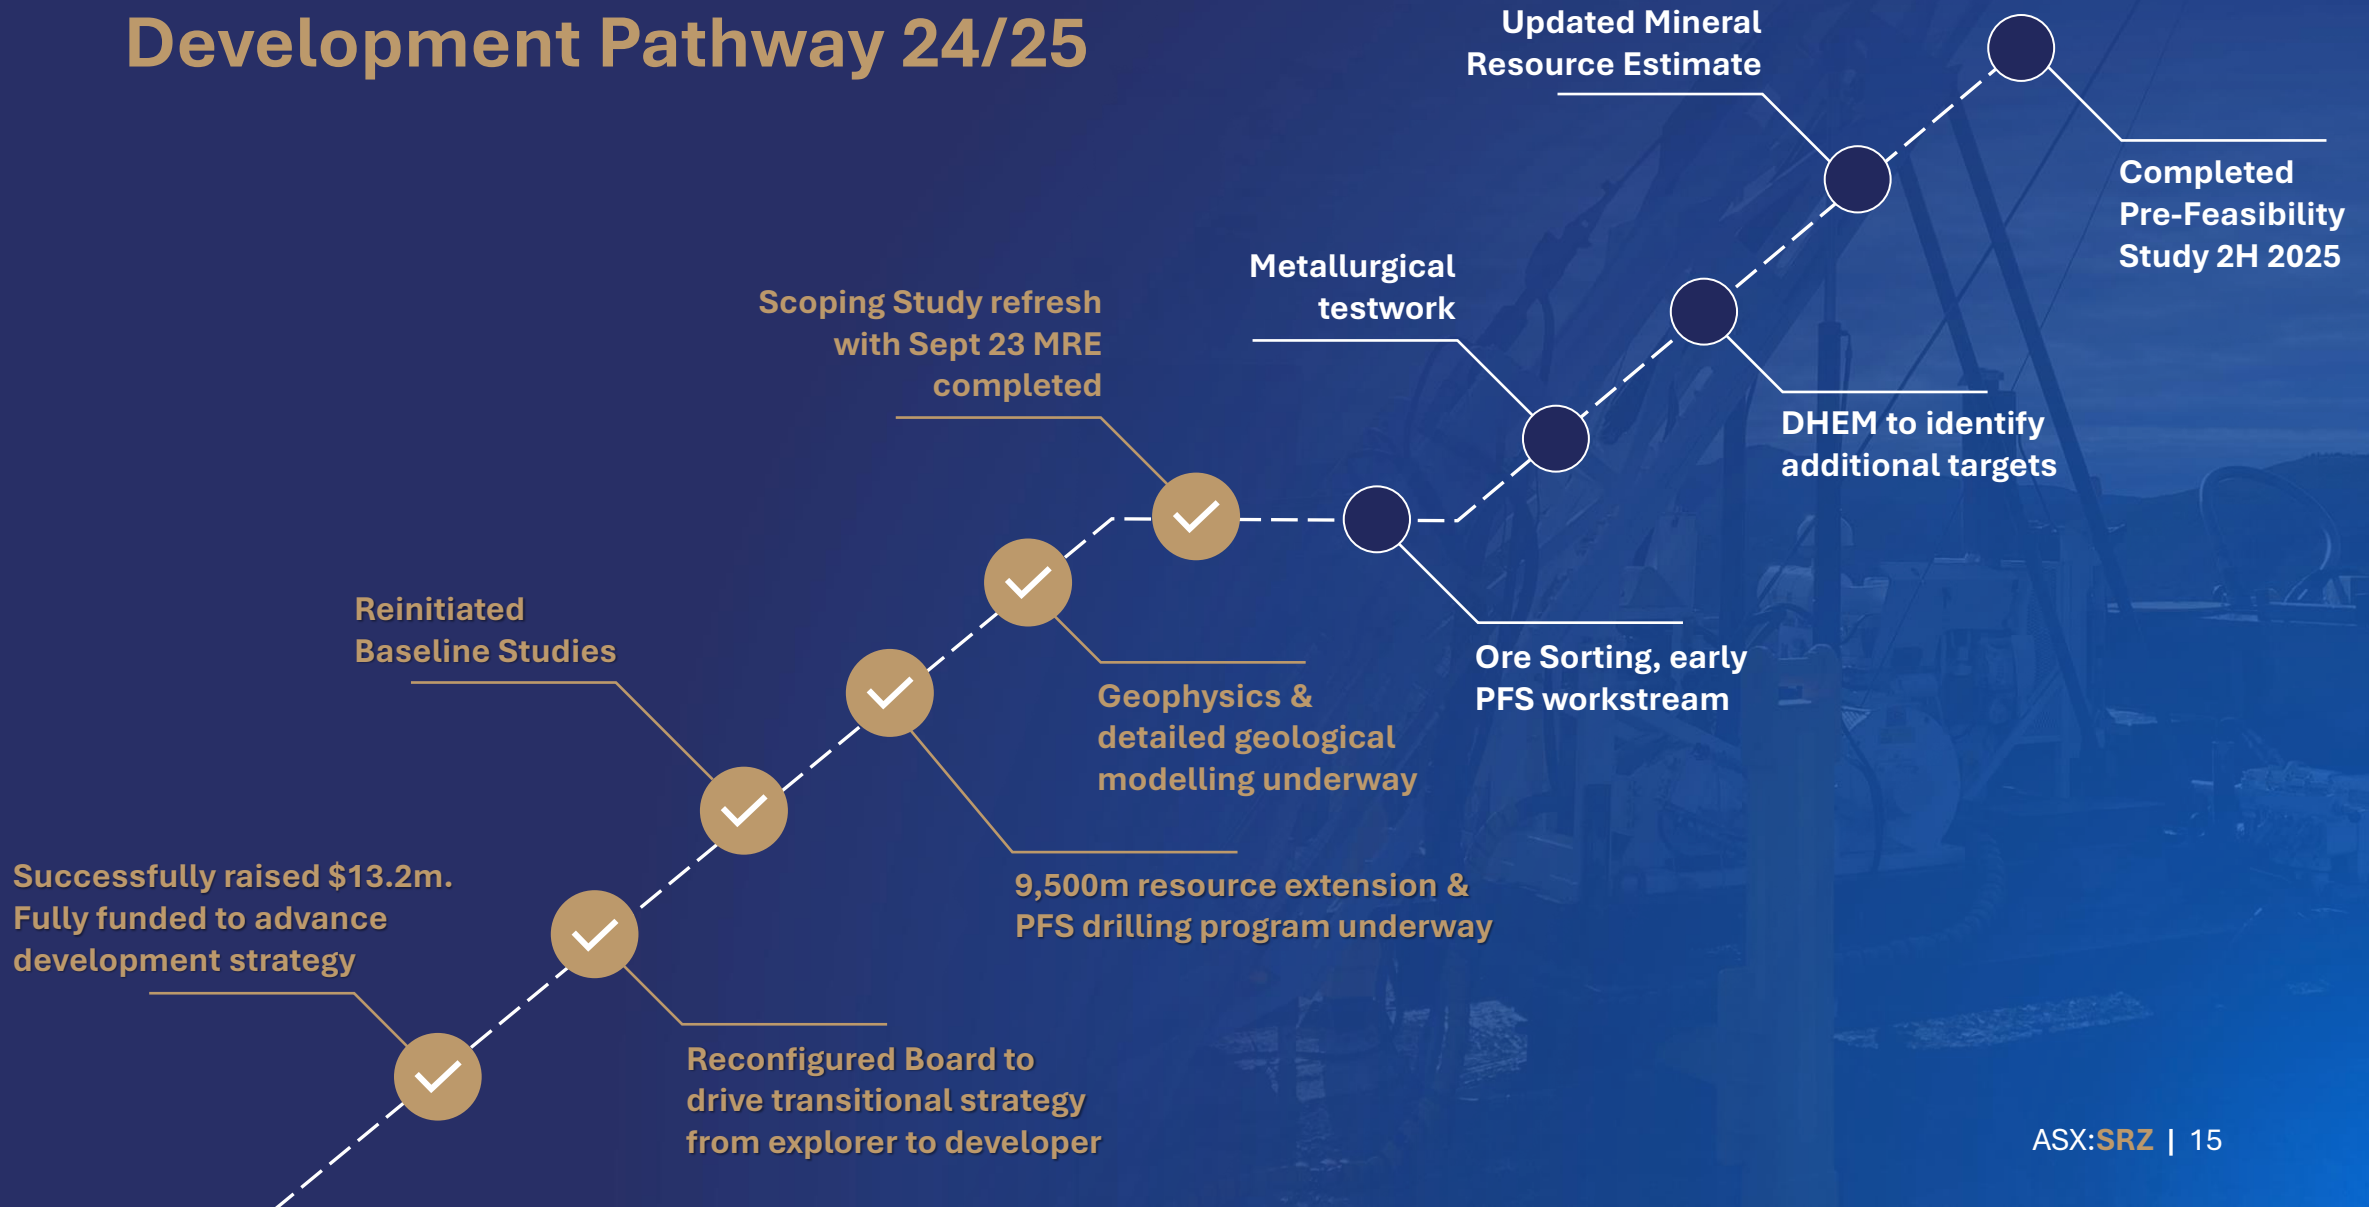 Development Pathway 24/25
Successfully raised $13.2m.
Fully funded to advance
development strategy
Reconfigured Board to
drive transitional strategy
from explorer to developer
Reinitiated
Baseline Studies
9,500m resource extension &
PFS drilling program underway
Geophysics &
detailed geological
modelling underway
Scoping Study refresh
with Sept 23 MRE
completed
Ore Sorting, early
PFS workstream
Metallurgical
testwork
DHEM to identify
additional targets
Updated Mineral
Resource Estimate
Completed
Pre-Feasibility
Study 2H 2025
ASX:SRZ | 15